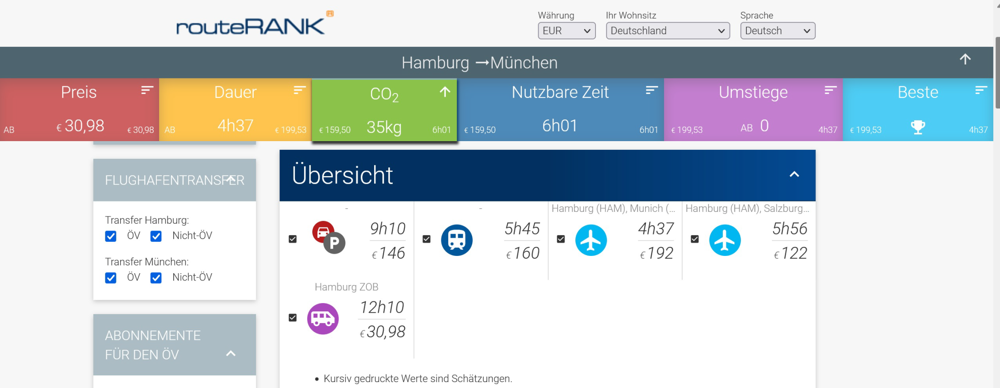 routeRANK
Währung
EUR
Ihr Wohnsitz
Deutschland
Sprache
Deutsch
Hamburg →München
Preis
AB € 30,98 € 30,98
Dauer
AB 4h37 € 199,53
CO2
€ 159,50 35kg 6h01
Nutzbare Zeit
€ 159,50 6h01 6h01
Umstiege
€ 199,53 AB 0 4h37
Beste
€ 199,53 4h37
FLUGHAFENTRANSFER
Transfer Hamburg:
ÖV Nicht-ÖV
Transfer München:
ÖV Nicht-ÖV
ABONNEMENTE
FÜR DEN ÖV
Übersicht
-
P
9h10
€ 146
-
5h45
€ 160
Hamburg (HAM), Munich (...
4h37
€ 192
Hamburg (HAM), Salzburg...
5h56
€ 122
Hamburg ZOB
12h10
€ 30,98
• Kursiv gedruckte Werte sind Schätzungen.